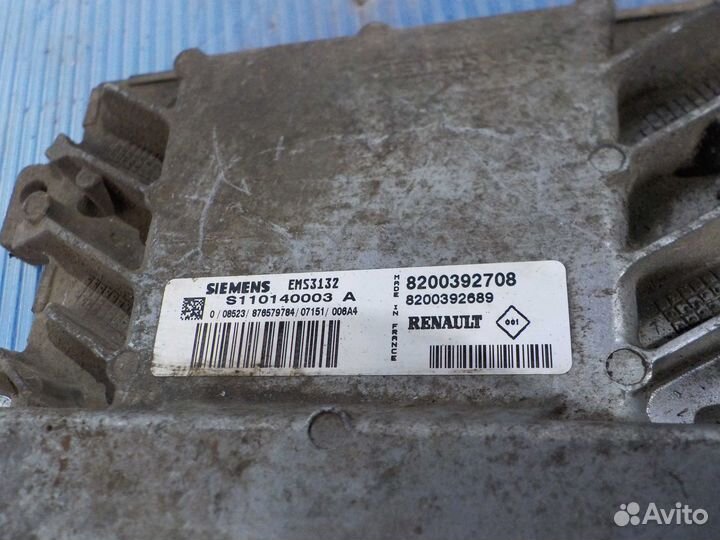 SIEMENS EMS3132
S110140003 A
0 / 08523/ 876579784/ 07151/ 006A4
MADE IN FRANCE
8200392708
8200392689
RENAULT 001
Avito